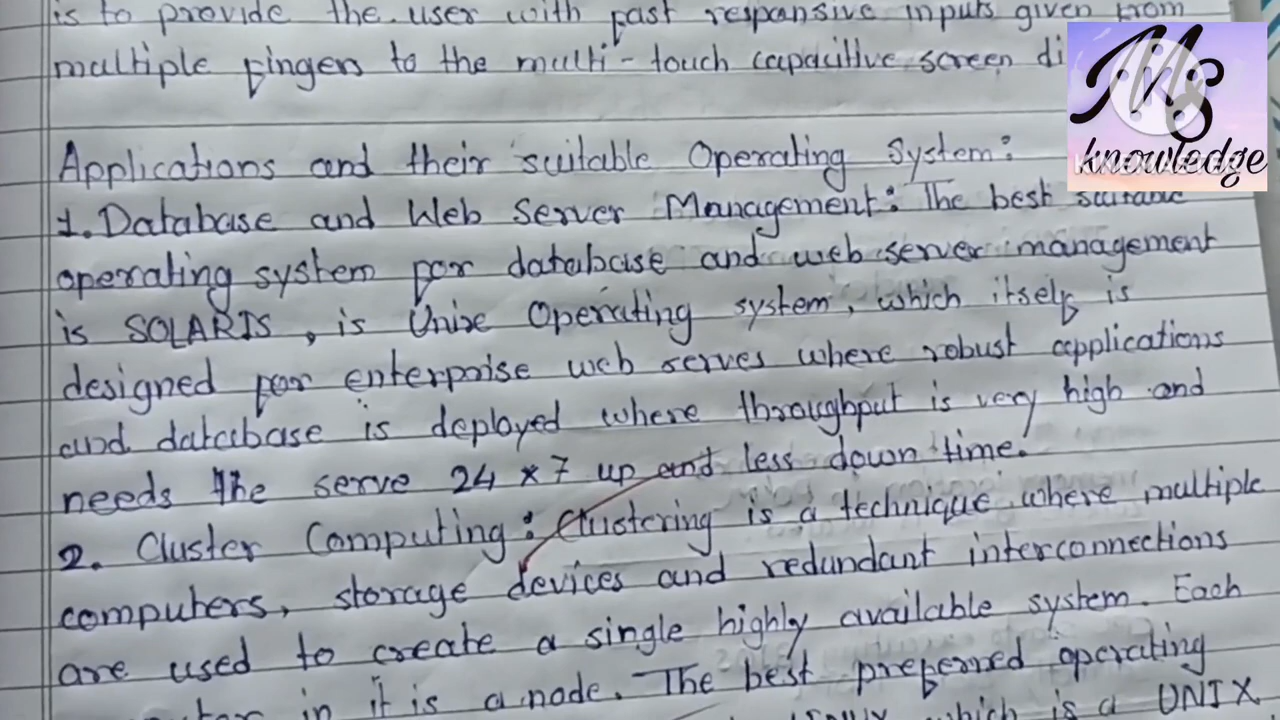 is to provide the user with fast responsive inputs given from
multiple fingers to the multi-touch capacitive screen di
Applications and their suitable Operating System:
1. Database and Web Server Management: The best suitable
operating system for database and web server management
is SOLARIS, is Unix Operating system, which itself is
designed for enterprise web serves where robust applications
and database is deployed where throughput is very high and
needs the serve 24 x 7 up and less down time.
2. Cluster Computing: Clustering is a technique where multiple
computers, storage devices and redundant interconnections
are used to create a single highly available system. Each
in it is a node. The best preferred operating
which is a UNIX
MS
knowledge